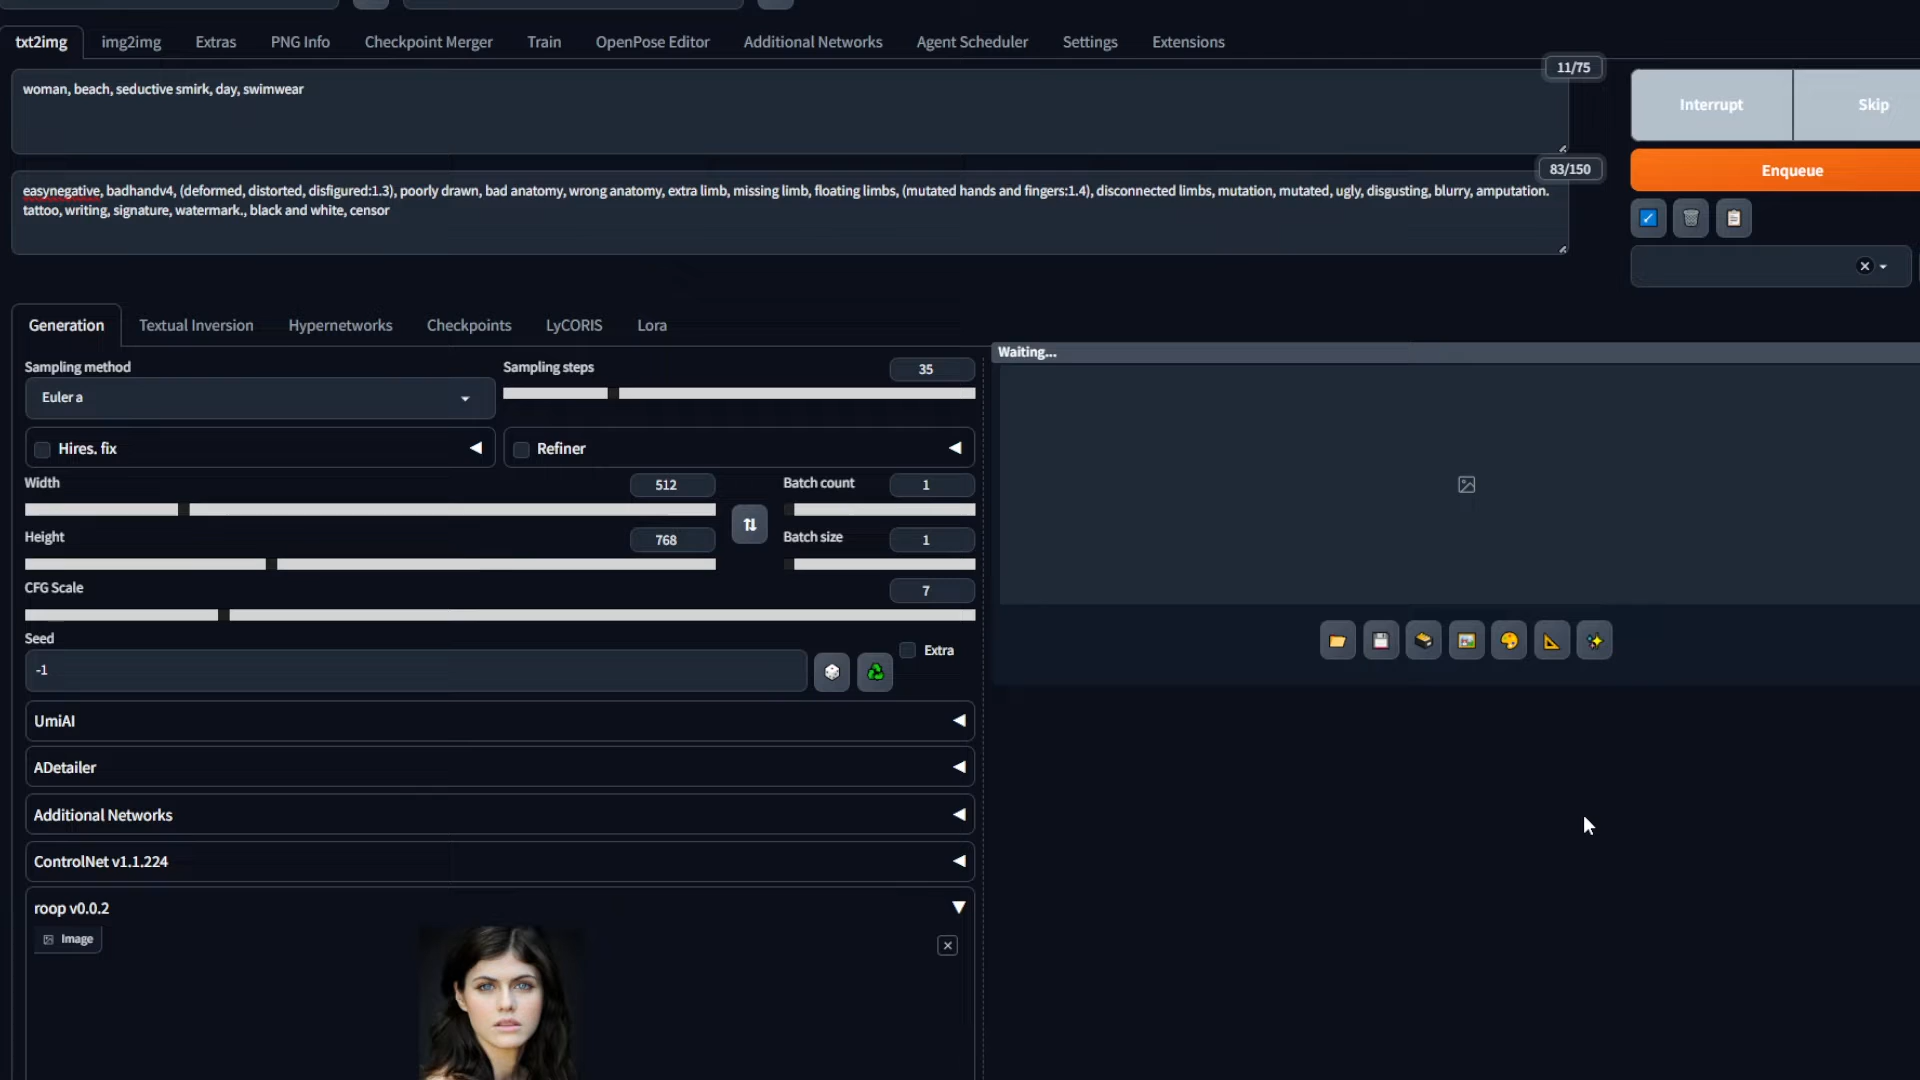 txt2img img2img Extras PNG Info Checkpoint Merger Train OpenPose Editor Additional Networks Agent Scheduler Settings Extensions
11/75
woman, beach, seductive smirk, day, swimwear
Interrupt Skip
83/150
easynegative, badhandv4, (deformed, distorted, disfigured:1.3), poorly drawn, bad anatomy, wrong anatomy, extra limb, missing limb, floating limbs, (mutated hands and fingers:1.4), disconnected limbs, mutation, mutated, ugly, disgusting, blurry, amputation.
tattoo, writing, signature, watermark., black and white, censor
Enqueue
Generation Textual Inversion Hypernetworks Checkpoints LyCORIS Lora
Waiting...
Sampling method
Euler a
Sampling steps 35
Hires. fix
Refiner
Width 512
Batch count 1
Height 768
Batch size 1
CFG Scale 7
Seed
-1
Extra
UmiAI
ADetailer
Additional Networks
ControlNet v1.1.224
roop v0.0.2
Image